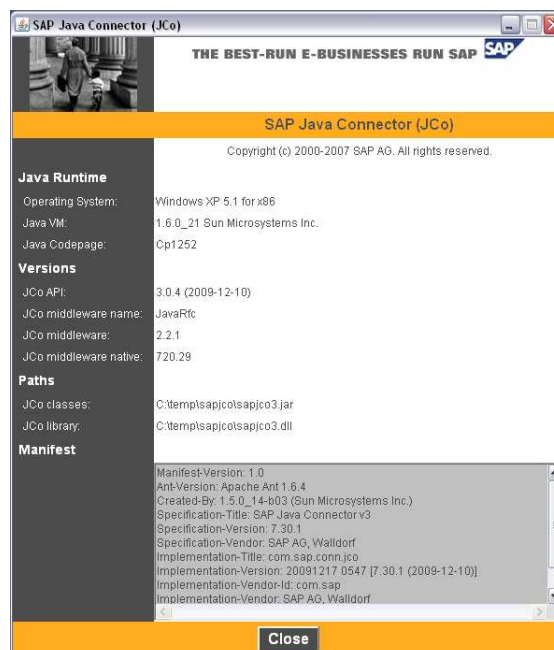 SAP Java Connector (JCo)
THE BEST-RUN E-BUSINESSES RUN SAP SAP
SAP Java Connector (JCo)
Copyright (c) 2000-2007 SAP AG. All rights reserved.
Java Runtime
Operating System: Windows XP 5.1 for x86
Java VM: 1.6.0_21 Sun Microsystems Inc.
Java Codepage: Cp1252
Versions
JCo API: 3.0.4 (2009-12-10)
JCo middleware name: JavaRfc
JCo middleware: 2.2.1
JCo middleware native: 720.29
Paths
JCo classes: C:\temp\sapjco\sapjco3.jar
JCo library: C:\temp\sapjco\sapjco3.dll
Manifest
Manifest-Version: 1.0
Ant-Version: Apache Ant 1.6.4
Created-By: 1.5.0_14-b03 (Sun Microsystems Inc.)
Specification-Title: SAP Java Connector v3
Specification-Version: 7.30.1
Specification-Vendor: SAP AG, Walldorf
Implementation-Title: com.sap.conn.jco
Implementation-Version: 20091217 0547 [7.30.1 (2009-12-10)]
Implementation-Vendor-Id: com.sap
Implementation-Vendor: SAP AG, Walldorf
Close